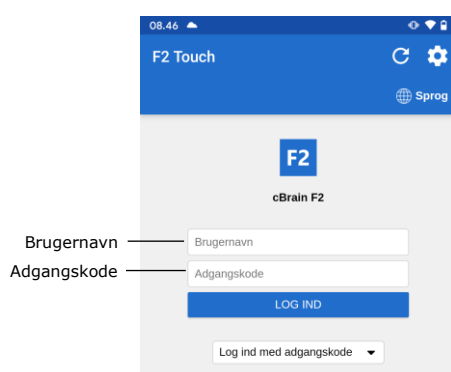 08.46
F2 Touch
Sprog
F2
cBrain F2
Brugernavn
Brugernavn
Adgangskode
Adgangskode
LOG IND
Log ind med adgangskode